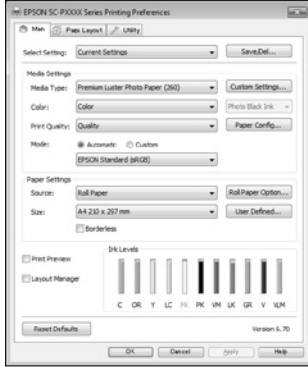 EPSON SC-PXXXX Series Printing Preferences
Main Page Layout Utility
Select Setting: Current Settings Save/Del...
Media Settings
Media Type: Premium Luster Photo Paper (260) Custom Settings...
Color: Color Photo Black Ink
Print Quality: Quality Paper Config...
Mode: Automatic Custom
EPSON Standard (sRGB)
Paper Settings
Source: Roll Paper Roll Paper Option...
Size: A4 210 x 297 mm User Defined...
Borderless
Ink Levels
Print Preview
Layout Manager
C OR Y LC MK PK VM LK GR V VLM
Reset Defaults Version 6.70
OK Cancel Apply Help